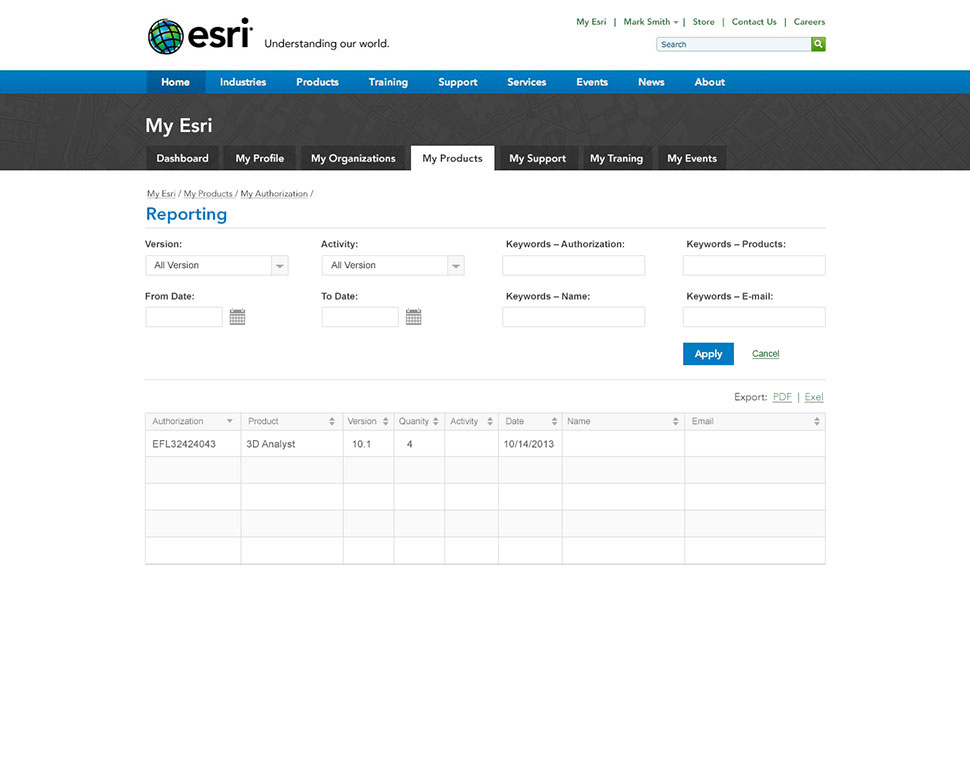 My Esri | Mark Smith | Store | Contact Us | Careers
esri Understanding our world.
Search
Home Industries Products Training Support Services Events News About
My Esri
Dashboard My Profile My Organizations My Products My Support My Traning My Events
My Esri / My Products / My Authorization /
Reporting
Version: Activity: Keywords – Authorization: Keywords – Products:
All Version All Version
From Date: To Date: Keywords – Name: Keywords – E-mail:
Apply Cancel
Export: PDF | Exel
Authorization Product Version Quanity Activity Date Name Email
EFL32424043 3D Analyst 10.1 4 10/14/2013